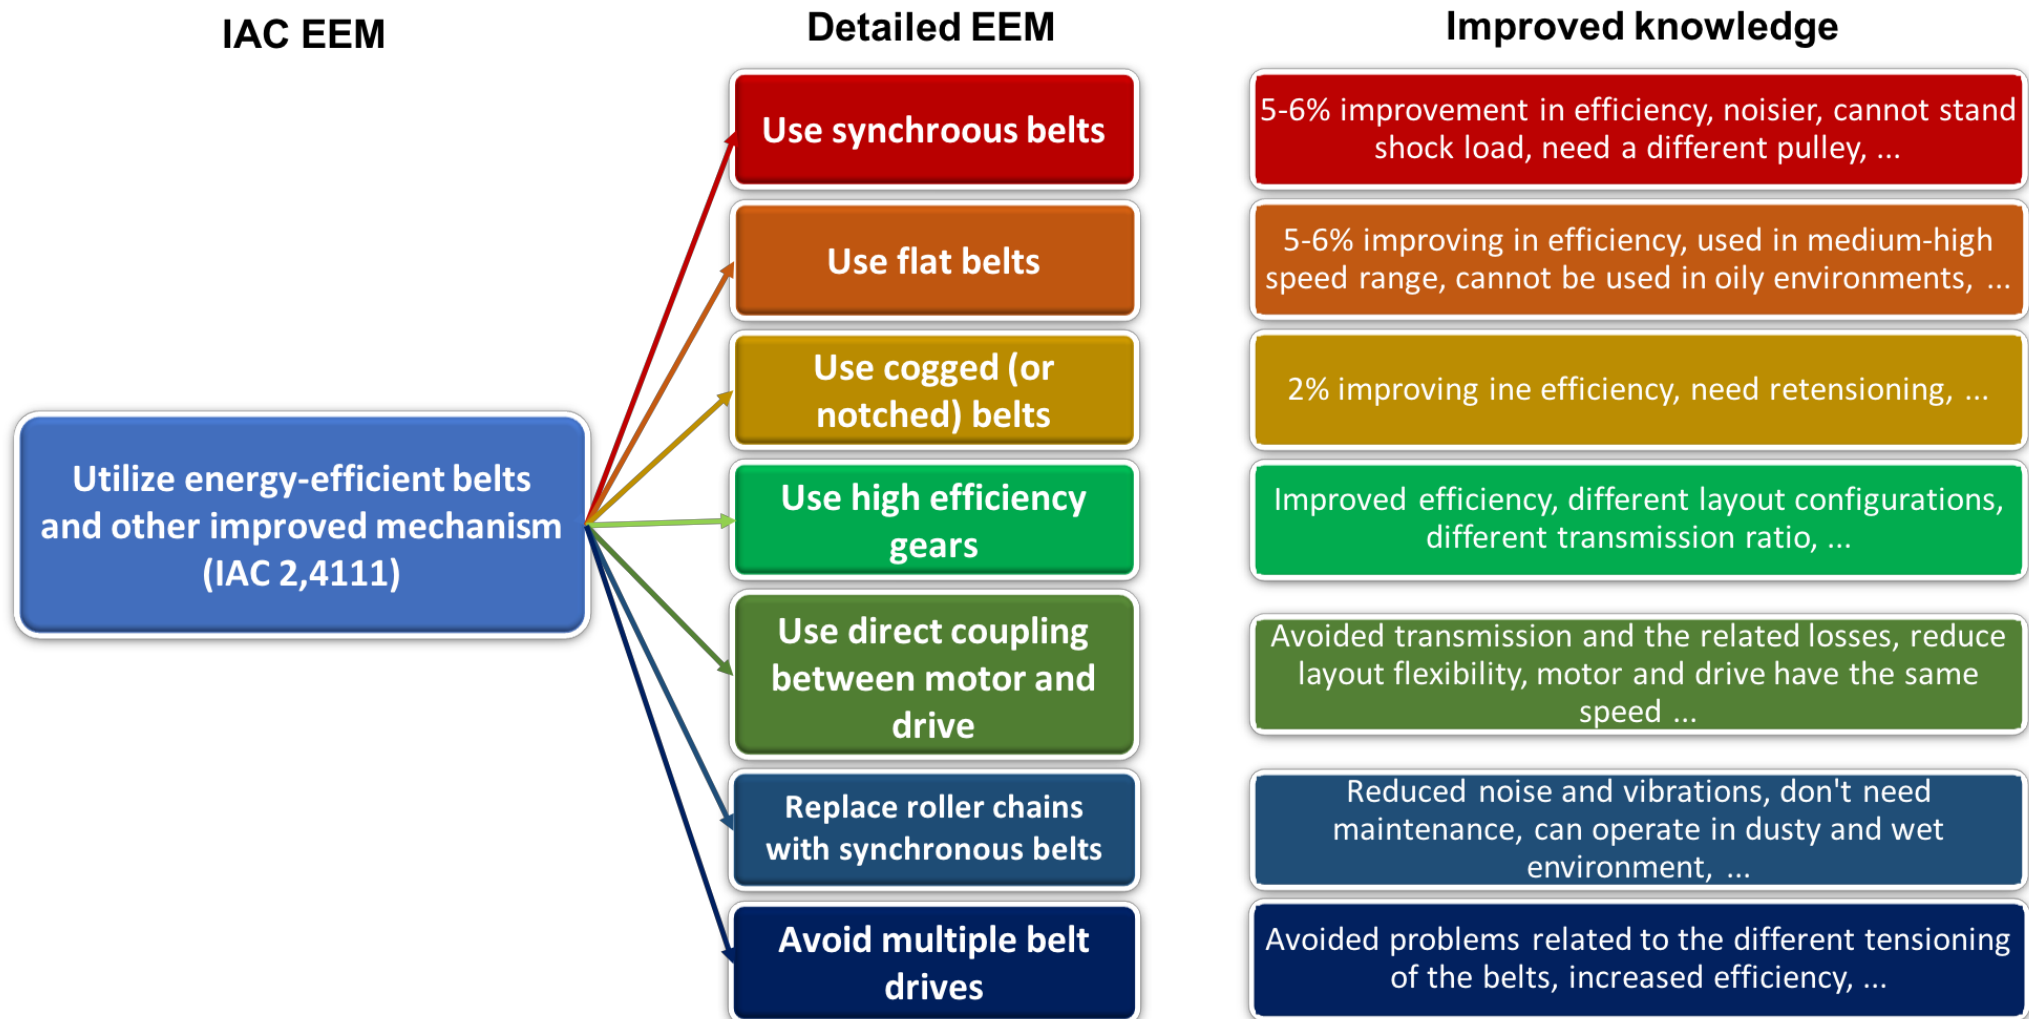 IAC EEM
Detailed EEM
Improved knowledge
Utilize energy-efficient belts
and other improved mechanism
(IAC 2,4111)
Use synchroous belts
5-6% improvement in efficiency, noisier, cannot stand
shock load, need a different pulley, ...
Use flat belts
5-6% improving in efficiency, used in medium-high
speed range, cannot be used in oily environments, ...
Use cogged (or
notched) belts
2% improving ine efficiency, need retensioning, ...
Use high efficiency
gears
Improved efficiency, different layout configurations,
different transmission ratio, ...
Use direct coupling
between motor and
drive
Avoided transmission and the related losses, reduce
layout flexibility, motor and drive have the same
speed ...
Replace roller chains
with synchronous belts
Reduced noise and vibrations, don't need
maintenance, can operate in dusty and wet
environment, ...
Avoid multiple belt
drives
Avoided problems related to the different tensioning
of the belts, increased efficiency, ...